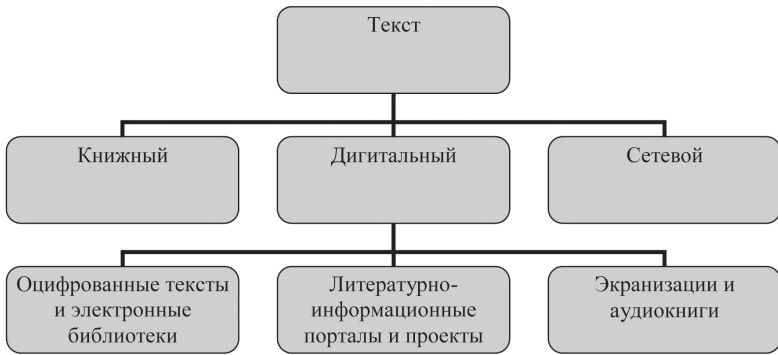 Текст
Книжный
Дигитальный
Сетевой
Оцифрованные тексты
и электронные
библиотеки
Литературно-
информационные
порталы и проекты
Экранизации и
аудиокниги